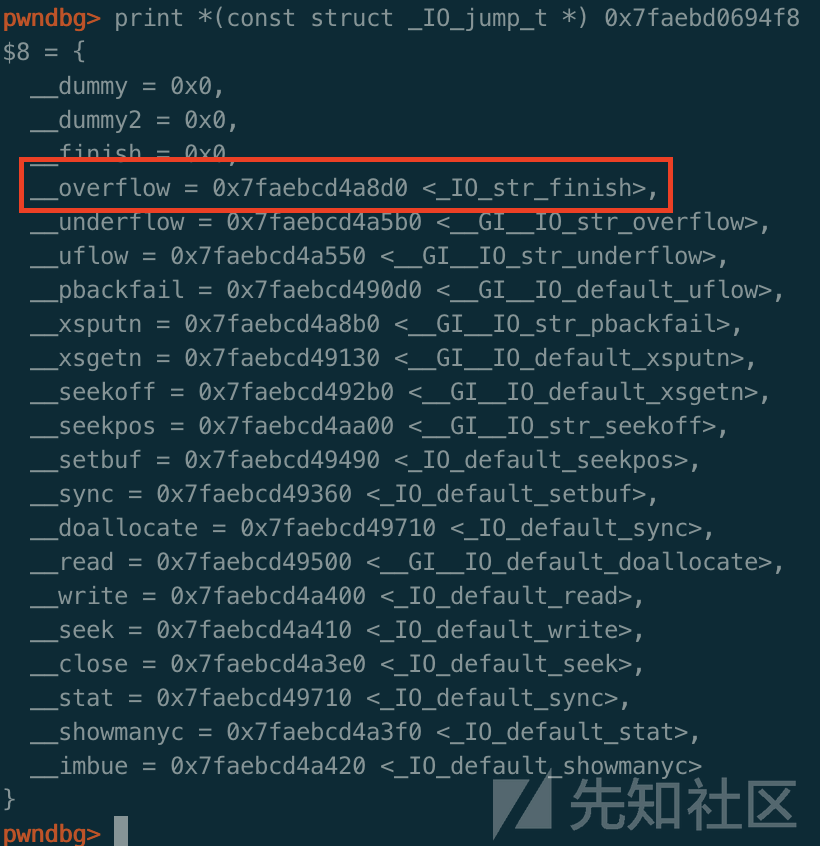 pwndbg> print *(const struct _IO_jump_t *) 0x7faebd0694f8
$8 = {
  __dummy = 0x0,
  __dummy2 = 0x0,
  __finish = 0x0,
  __overflow = 0x7faebcd4a8d0 <_IO_str_finish>,
  __underflow = 0x7faebcd4a5b0 <__GI__IO_str_overflow>,
  __uflow = 0x7faebcd4a550 <__GI__IO_str_underflow>,
  __pbackfail = 0x7faebcd490d0 <__GI__IO_default_uflow>,
  __xsputn = 0x7faebcd4a8b0 <__GI__IO_str_pbackfail>,
  __xsgetn = 0x7faebcd49130 <__GI__IO_default_xsputn>,
  __seekoff = 0x7faebcd492b0 <__GI__IO_default_xsgetn>,
  __seekpos = 0x7faebcd4aa00 <__GI__IO_str_seekoff>,
  __setbuf = 0x7faebcd49490 <_IO_default_seekpos>,
  __sync = 0x7faebcd49360 <_IO_default_setbuf>,
  __doallocate = 0x7faebcd49710 <_IO_default_sync>,
  __read = 0x7faebcd49500 <__GI__IO_default_doallocate>,
  __write = 0x7faebcd4a400 <_IO_default_read>,
  __seek = 0x7faebcd4a410 <_IO_default_write>,
  __close = 0x7faebcd4a3e0 <_IO_default_seek>,
  __stat = 0x7faebcd49710 <_IO_default_sync>,
  __showmanyc = 0x7faebcd4a3f0 <_IO_default_stat>,
  __imbue = 0x7faebcd4a420 <_IO_default_showmanyc>
}
先知社区
pwndbg>